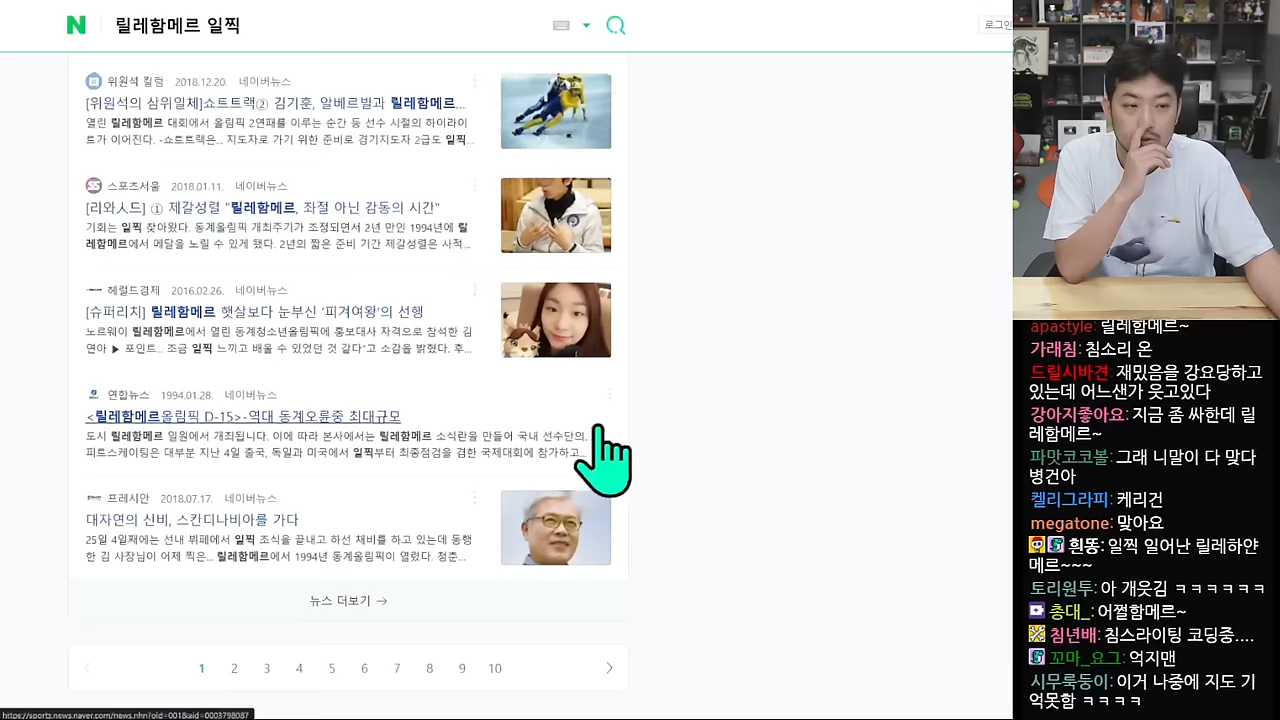 N 릴레함메르 일찍
로그인
위원석 칼럼 2018.12.20. 네이버뉴스
[위원석의 삼위일체]쇼트트랙② 김기훈, 알베르빌과 릴레함메르...
열린 릴레함메르 대회에서 올림픽 2연패를 이루는 순간 등 선수 시절의 하이라이
트가 이어진다. -쇼트트랙은... 지도자로 가기 위한 준비로 경기지도자 2급도 일찍...
스포츠서울 2018.01.11. 네이버뉴스
[리와人드] ① 제갈성렬 "릴레함메르, 좌절 아닌 감동의 시간"
기회는 일찍 찾아왔다. 동계올림픽 개최주기가 조정되면서 2년 만인 1994년에 릴
레함메르에서 메달을 노릴 수 있게 됐다. 2년의 짧은 준비 기간 제갈성렬은 사적...
헤럴드경제 2016.02.26. 네이버뉴스
[슈퍼리치] 릴레함메르 햇살보다 눈부신 '피겨여왕'의 선행
노르웨이 릴레함메르에서 열린 동계청소년올림픽에 홍보대사 자격으로 참석한 김
연아 ▶ 포인트... 조금 일찍 느끼고 배울 수 있었던 것 같다"고 소감을 밝혔다. 후...
연합뉴스 1994.01.28. 네이버뉴스
<릴레함메르올림픽 D-15>-역대 동계오륜중 최대규모
도시 릴레함메르 일원에서 개최됩니다. 이에 따라 본사에서는 릴레함메르 소식란을 만들어 국내 선수단의.
피트스케이팅은 대부분 지난 4일 출국, 독일과 미국에서 일찍부터 최종점검을 겸한 국제대회에 참가하고...
프레시안 2018.07.17. 네이버뉴스
대자연의 신비, 스칸디나비아를 가다
25일 4일째에는 선내 뷔페에서 일찍 조식을 끝내고 하선 채비를 하고 있는데 동행
한 김 사장님이 어제 찍은... 릴레함메르에서 1994년 동계올림픽이 열렸다. 청춘...
뉴스 더보기 →
1 2 3 4 5 6 7 8 9 10
https://sports.news.naver.com/news.nhn?oid=001&aid=0003798087
apastyle: 릴레함메르~
가래침: 침소리 온
드릴시바견: 재밌음을 강요당하고
있는데 어느샌가 웃고있다
강아지좋아요: 지금 좀 싸한데 릴
레함메르~
파맛코코볼: 그래 니말이 다 맞다
병건아
켈리그라피: 케리건
megatone: 맞아요
흰똥: 일찍 일어난 릴레하얀
메르~~~
토리원투: 아 개웃김 ㅋㅋㅋㅋㅋㅋ
총대_: 어쩔함메르~
침년배: 침스라이팅 코딩중....
꼬마_요그: 억지맨
시무룩둥이: 이거 나중에 지도 기
억못함 ㅋㅋㅋㅋ